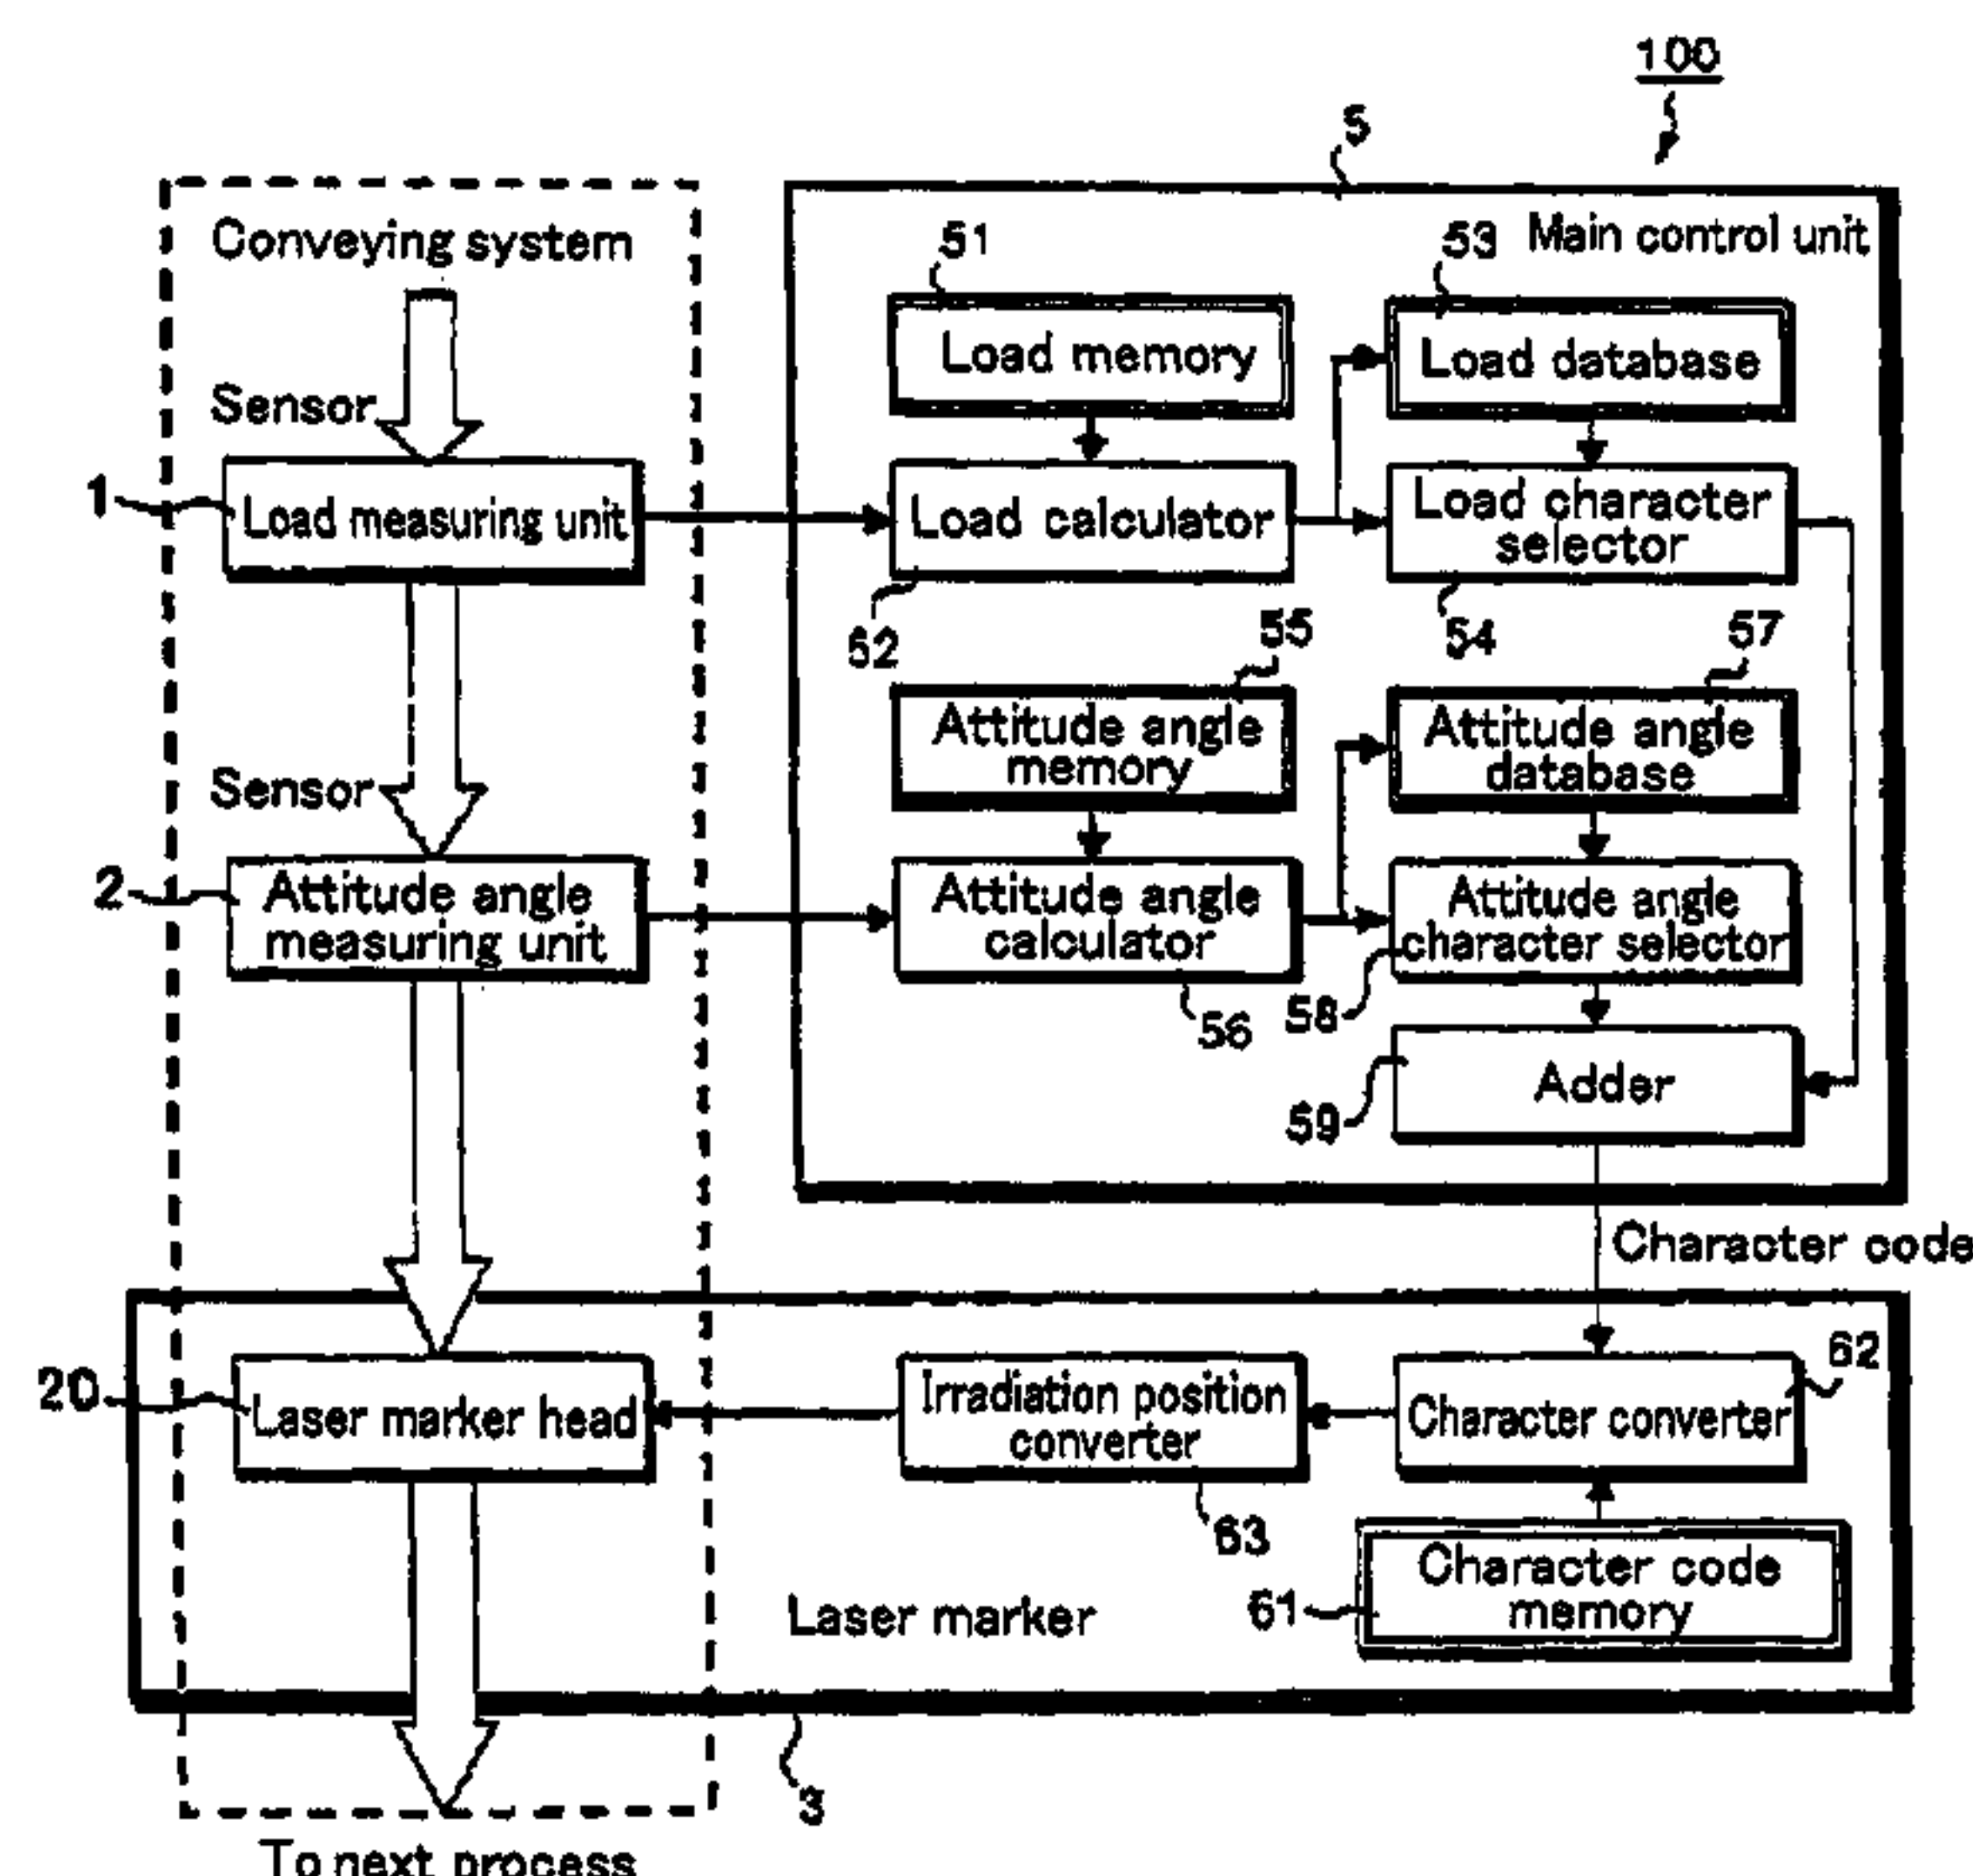 100
5
Conveying system
51
53
Main control unit
Load memory
Load database
Sensor
1
Load measuring unit
Load calculator
Load character
selector
52
54
55
57
Attitude angle
memory
Attitude angle
database
Sensor
2
Attitude angle
measuring unit
Attitude angle
calculator
Attitude angle
character selector
56
58
59
Adder
Character code
62
20
Laser marker head
Irradiation position
converter
Character converter
63
Character code
memory
61
Laser marker
3
To next process